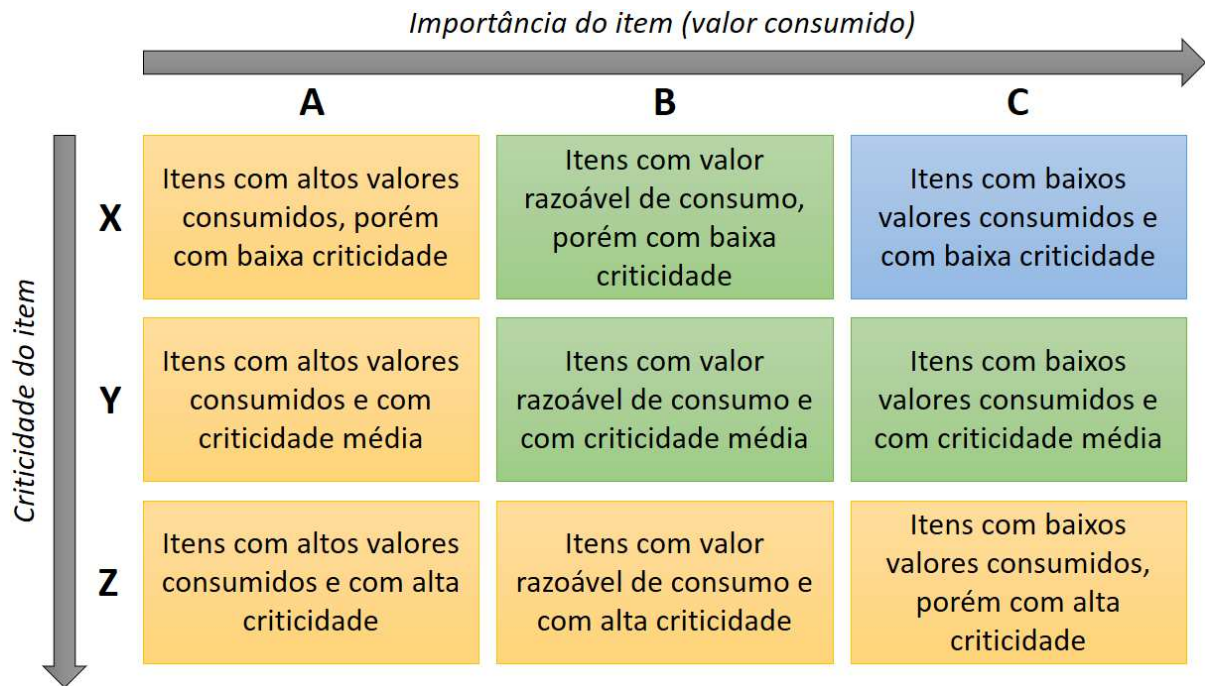 Importância do item (valor consumido)
A
B
C
Criticidade do item
X
Itens com altos valores
consumidos, porém
com baixa criticidade
Itens com valor
razoável de consumo,
porém com baixa
criticidade
Itens com baixos
valores consumidos e
com baixa criticidade
Y
Itens com altos valores
consumidos e com
criticidade média
Itens com valor
razoável de consumo e
com criticidade média
Itens com baixos
valores consumidos e
com criticidade média
Z
Itens com altos valores
consumidos e com alta
criticidade
Itens com valor
razoável de consumo e
com alta criticidade
Itens com baixos
valores consumidos,
porém com alta
criticidade